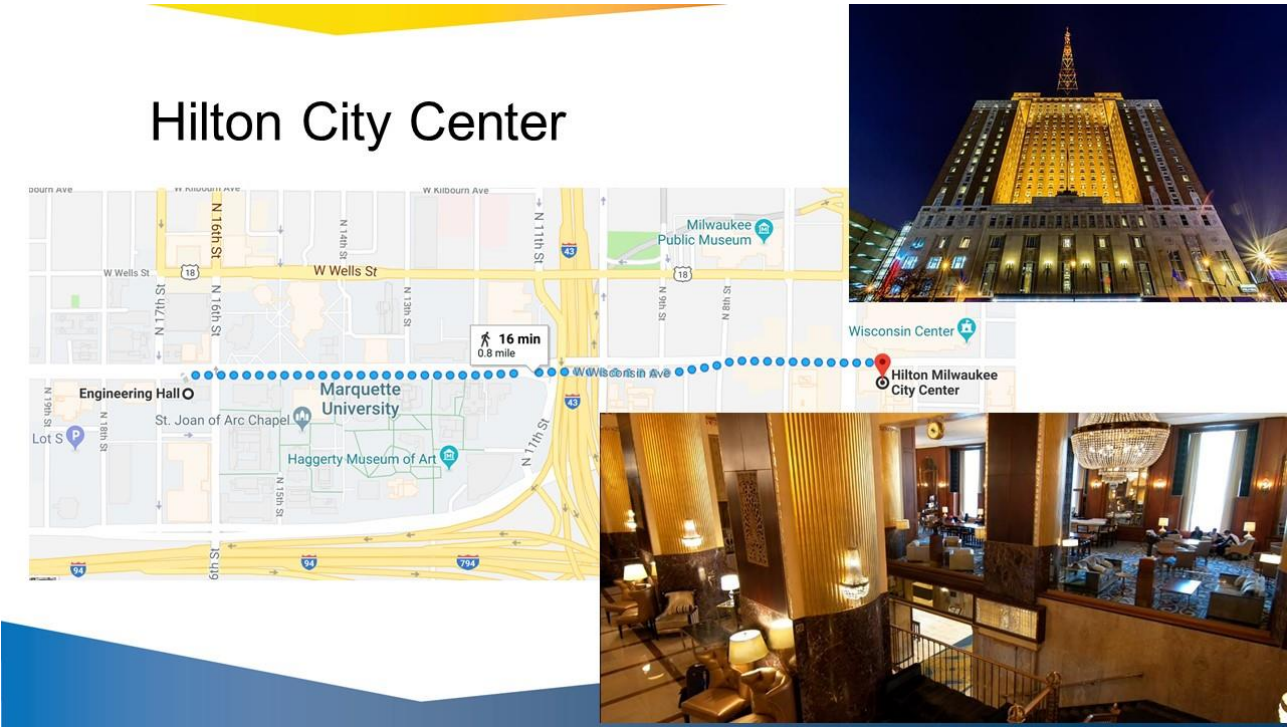 Hilton City Center
W Kilbourn Ave
W Kilbourn Ave
N 16th St
N 14th St
N 11th St
43
Milwaukee
Public Museum
W Wells St
18
W Wells St
18
N 17th St
N 16th St
N 13th St
N 9th St
N 8th St
16 min
0.8 mile
Wisconsin Center
W Wisconsin Ave
Hilton Milwaukee
City Center
Engineering Hall
Marquette
University
43
N 19th St
N 18th St
St. Joan of Arc Chapel
Lot S
P
N 11th St
Haggerty Museum of Art
N 15th St
94
94
794